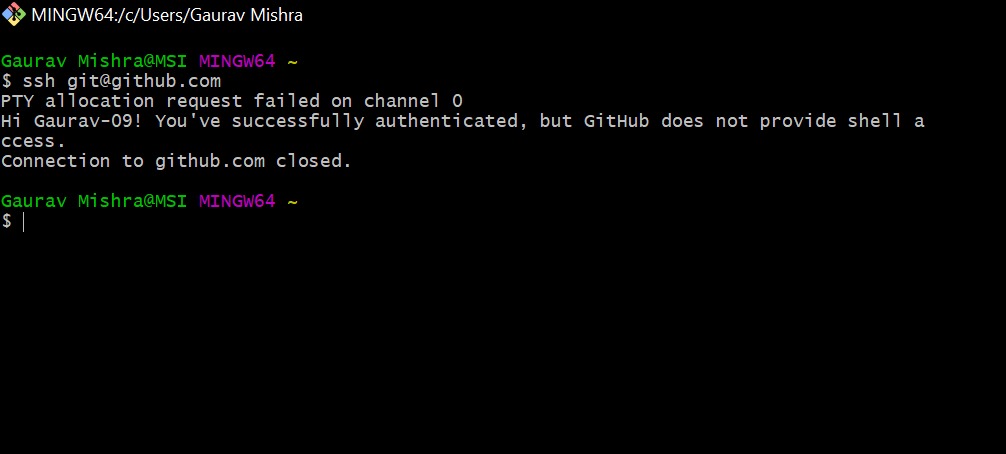 MINGW64:/c/Users/Gaurav Mishra
Gaurav Mishra@MSI MINGW64 ~
$ ssh git@github.com
PTY allocation request failed on channel 0
Hi Gaurav-09! You've successfully authenticated, but GitHub does not provide shell a
ccess.
Connection to github.com closed.
Gaurav Mishra@MSI MINGW64 ~
$